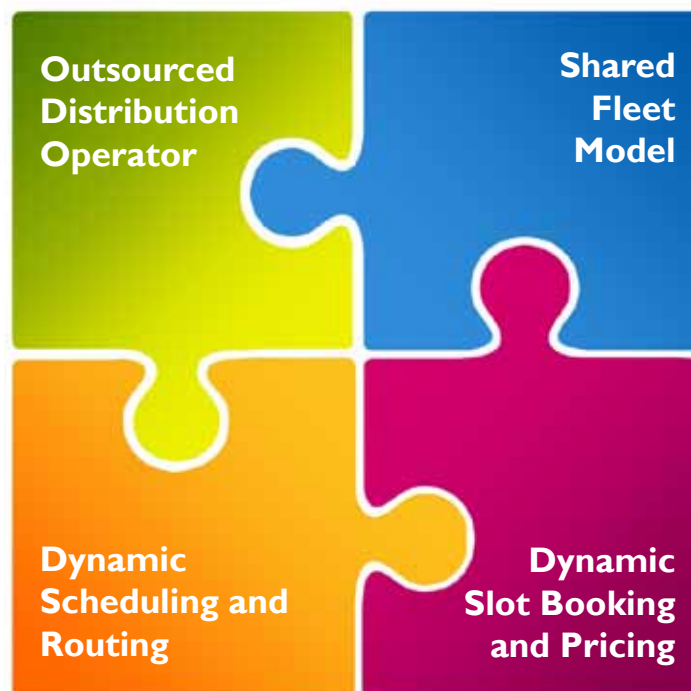 Outsourced
Distribution
Operator
Shared
Fleet
Model
Dynamic
Scheduling and
Routing
Dynamic
Slot Booking
and Pricing